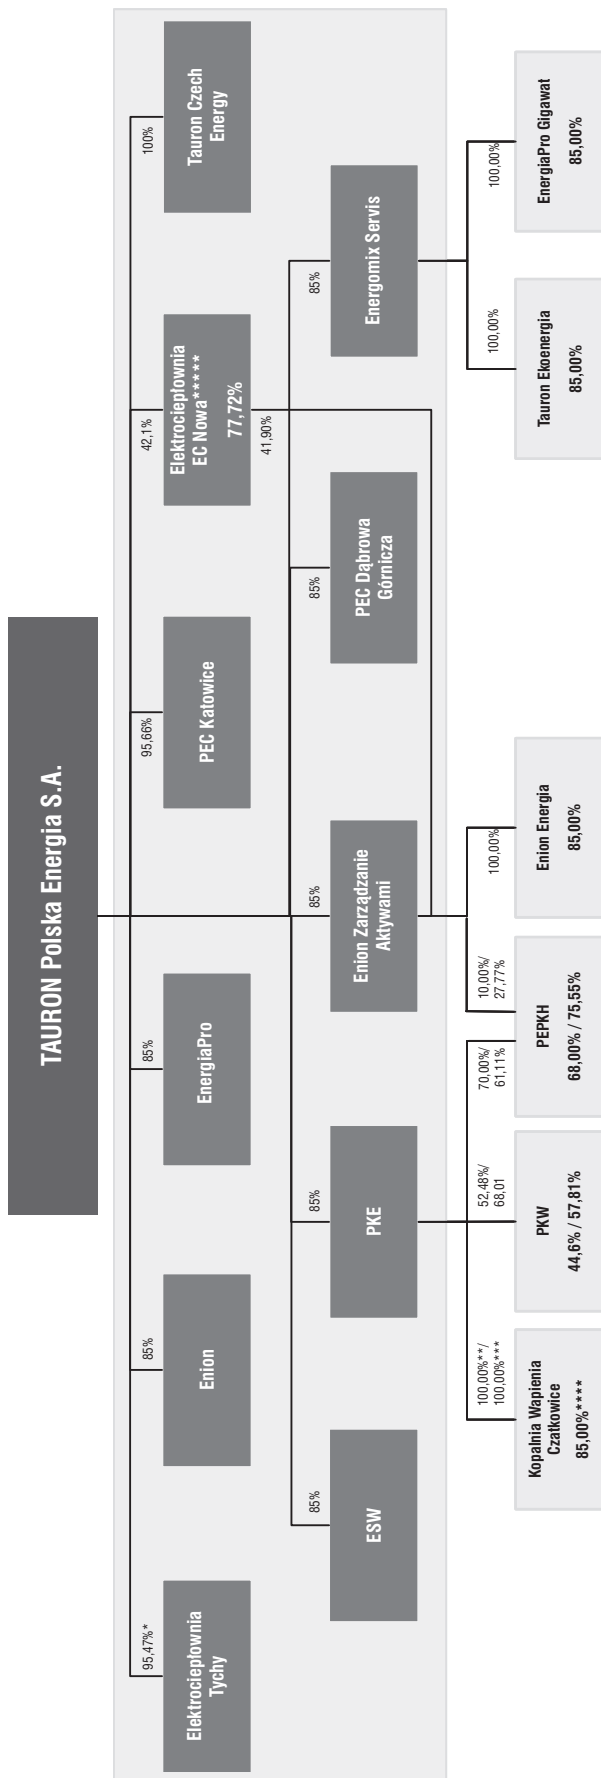 TAURON Polska Energia S.A.
95,47%*
85%
85%
95,66%
42,1%
100%
Elektrociepłownia
Tychy
Enion
EnergiaPro
PEC Katowice
Elektrociepłownia
EC Nowa*****
77,72%
Tauron Czech
Energy
41,90%
85%
85%
85%
85%
85%
ESW
PKE
Enion Zarządzanie
Aktywami
PEC Dąbrowa
Górnicza
Energomix Servis
100,00%**/
100,00%***
52,48%/
68,01
70,00%/
61,11%
10,00%/
27,77%
100,00%
100,00%
100,00%
Kopalnia Wapienia
Czatkowice
85,00%****
PKW
44,6% / 57,81%
PEPKH
68,00% / 75,55%
Enion Energia
85,00%
Tauron Ekoenergia
85,00%
EnergiaPro Gigawat
85,00%